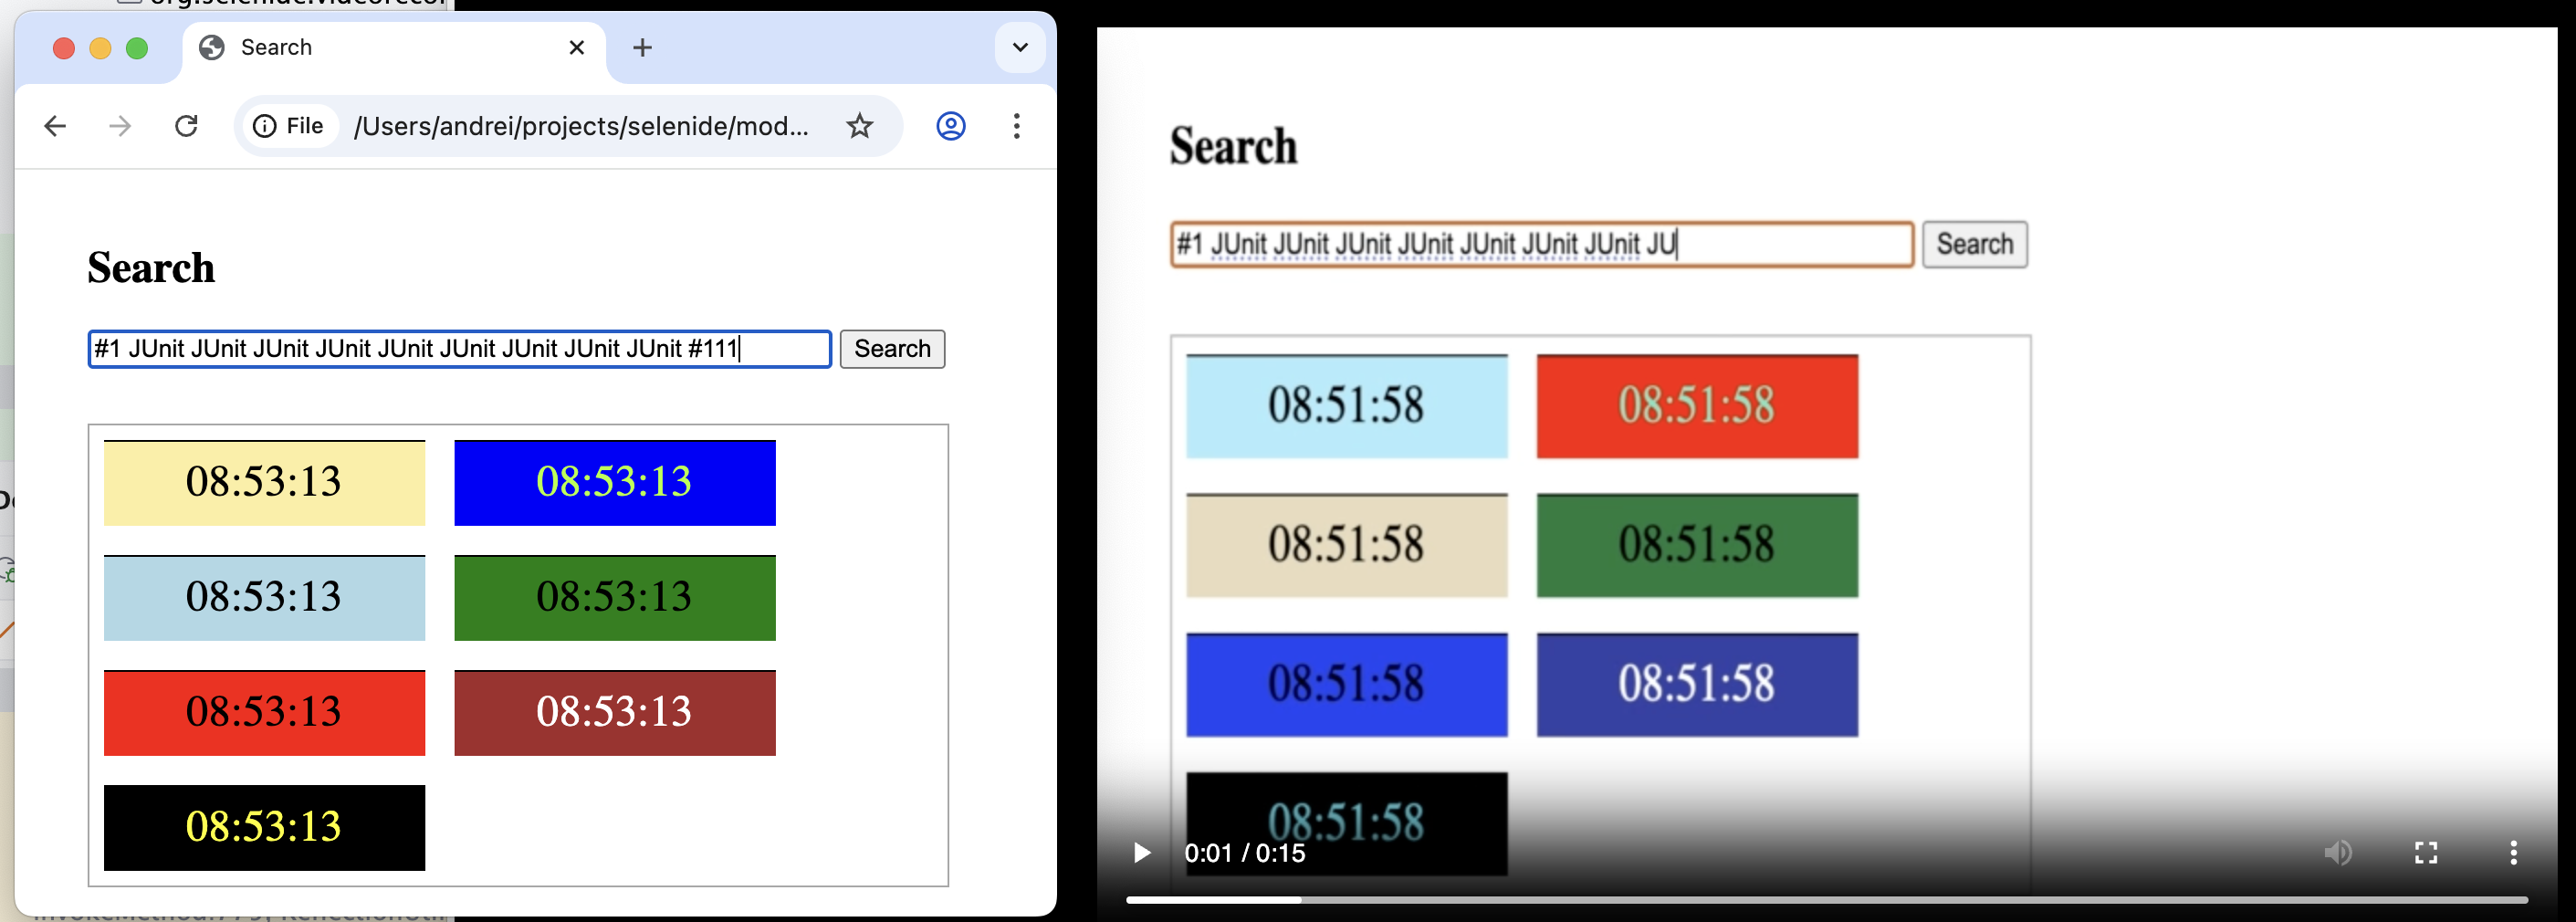 org.selenide.videorecor
Search
File
/Users/andrei/projects/selenide/mod...
Search
#1 JUnit JUnit JUnit JUnit JUnit JUnit JUnit JUnit JUnit #111
Search
08:53:13 08:53:13
08:53:13 08:53:13
08:53:13 08:53:13
08:53:13
Search
#1 JUnit JUnit JUnit JUnit JUnit JUnit JUnit JU
Search
08:51:58 08:51:58
08:51:58 08:51:58
08:51:58 08:51:58
08:51:58
0:01 / 0:15